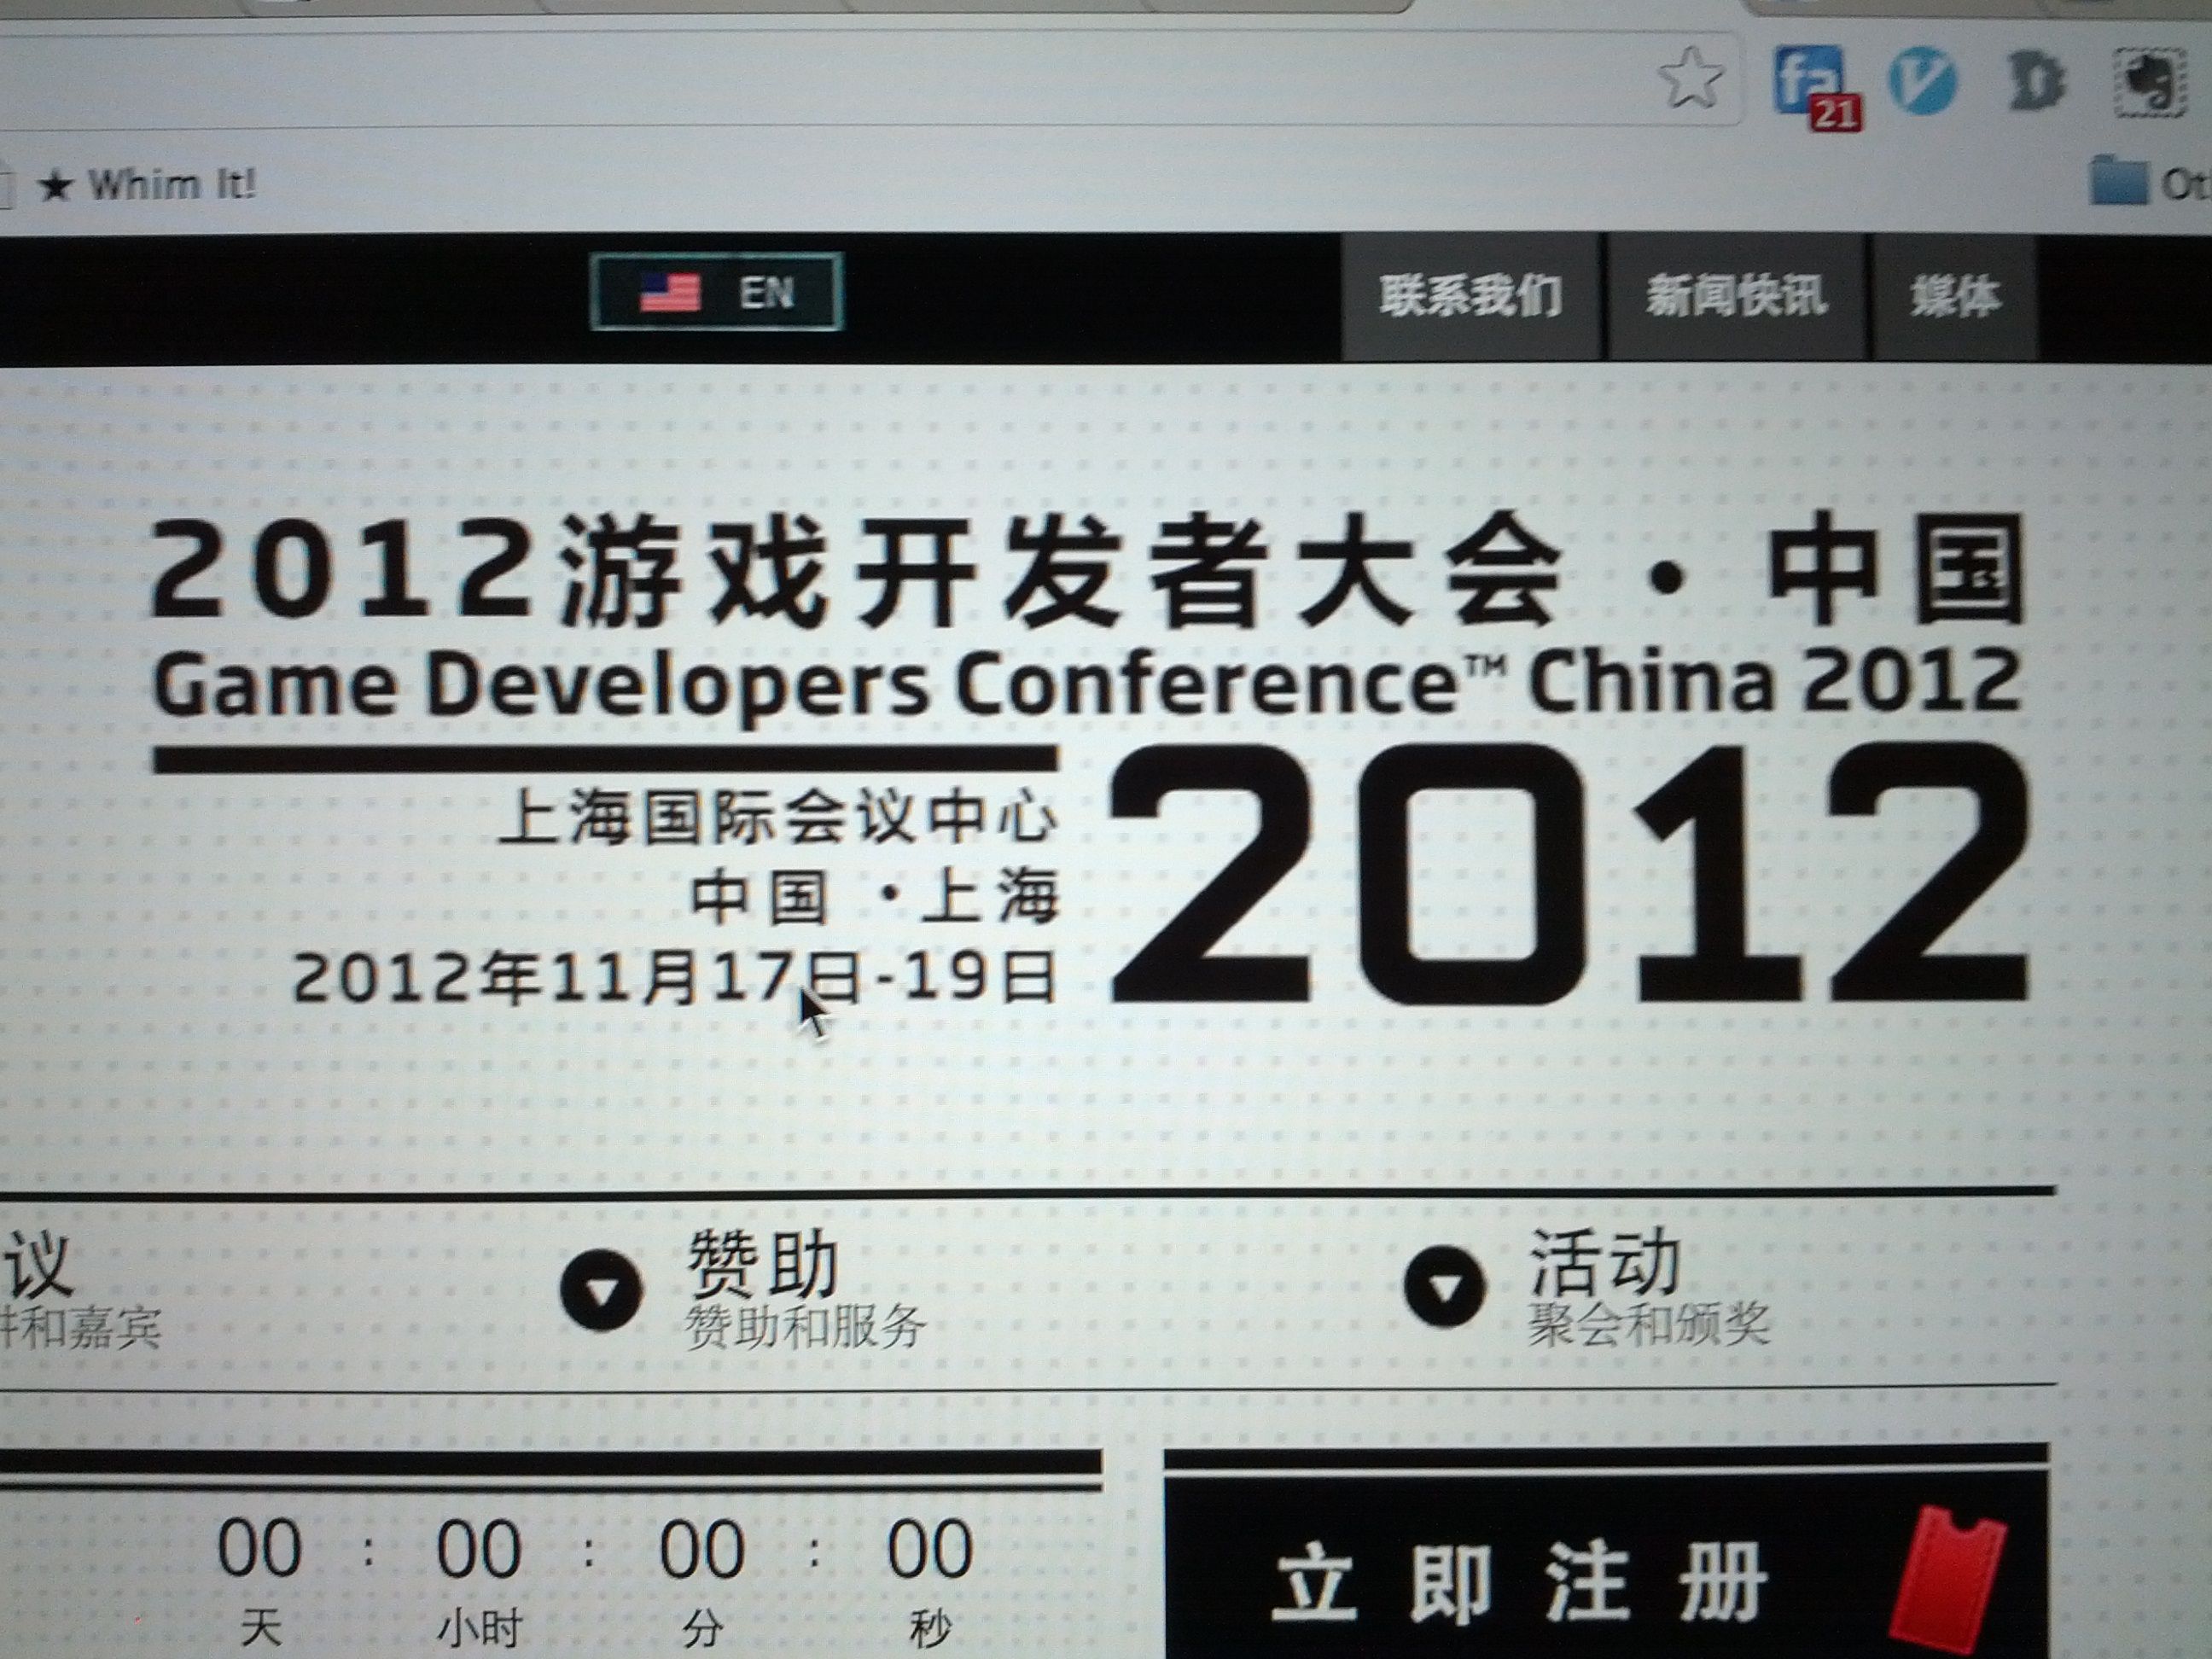 21
★ Whim It!
EN
联系我们
新闻快讯
媒体
2012游戏开发者大会·中国
Game Developers Conference™ China 2012
上海国际会议中心
中国·上海
2012年11月17日-19日
2012
议
和嘉宾
赞助
赞助和服务
活动
聚会和颁奖
00 : 00 : 00 : 00
天 小时 分 秒
立即注册